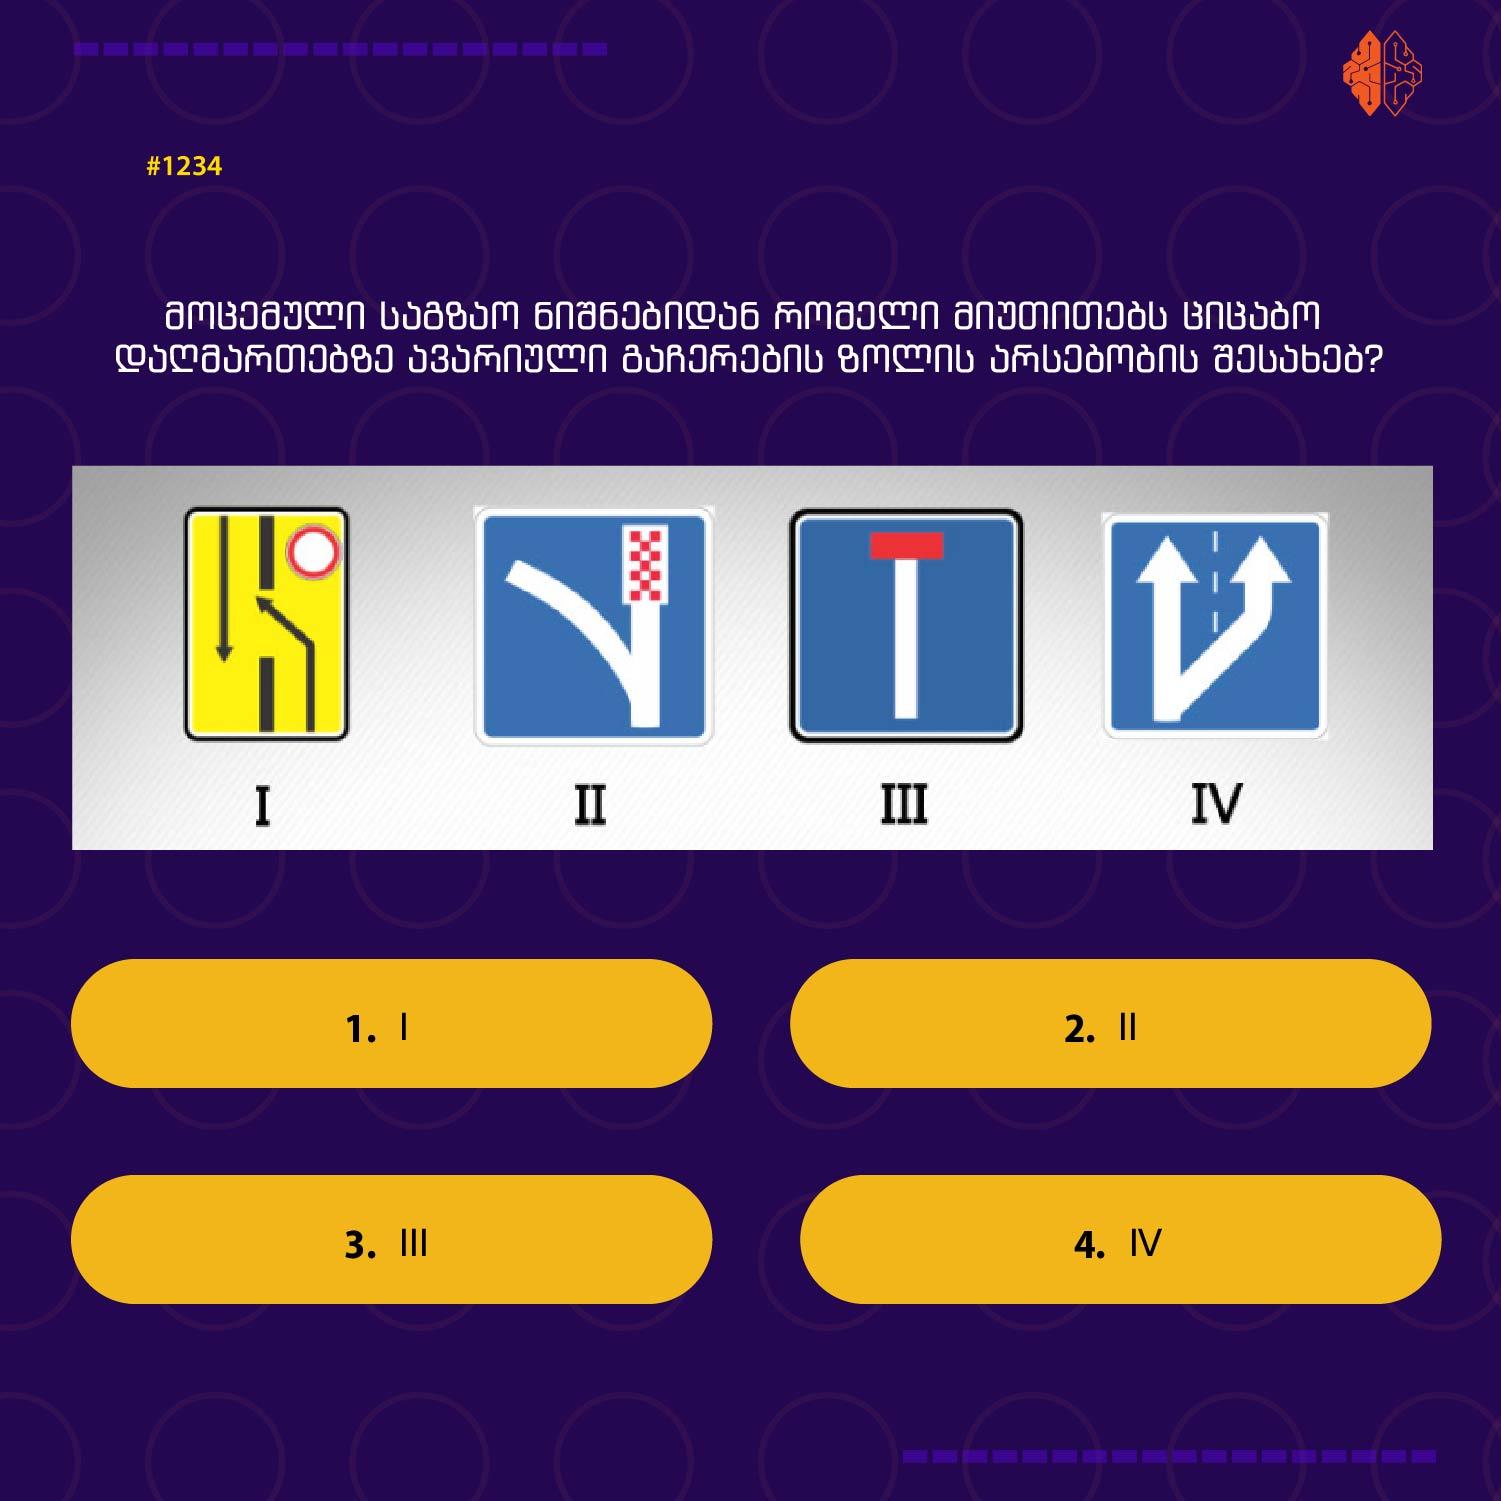 #1234
მოცემული საგზაო ნიშნებიდან რომელი მიუთითებს ციცაბო
დაღმართებზე ავარიული გაჩერების ზოლის არსებობის შესახებ?
I II III IV
1. I
2. II
3. III
4. IV